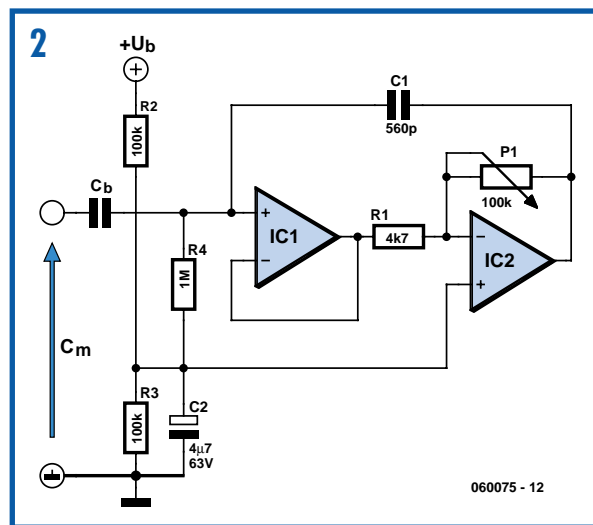 2
+Ub
R2
100k
Cb
C1
560p
P1
100k
+
IC1
−
R1
4k7
−
IC2
+
R4
1M
Cm
R3
100k
C2
4µ7
63V
060075 - 12